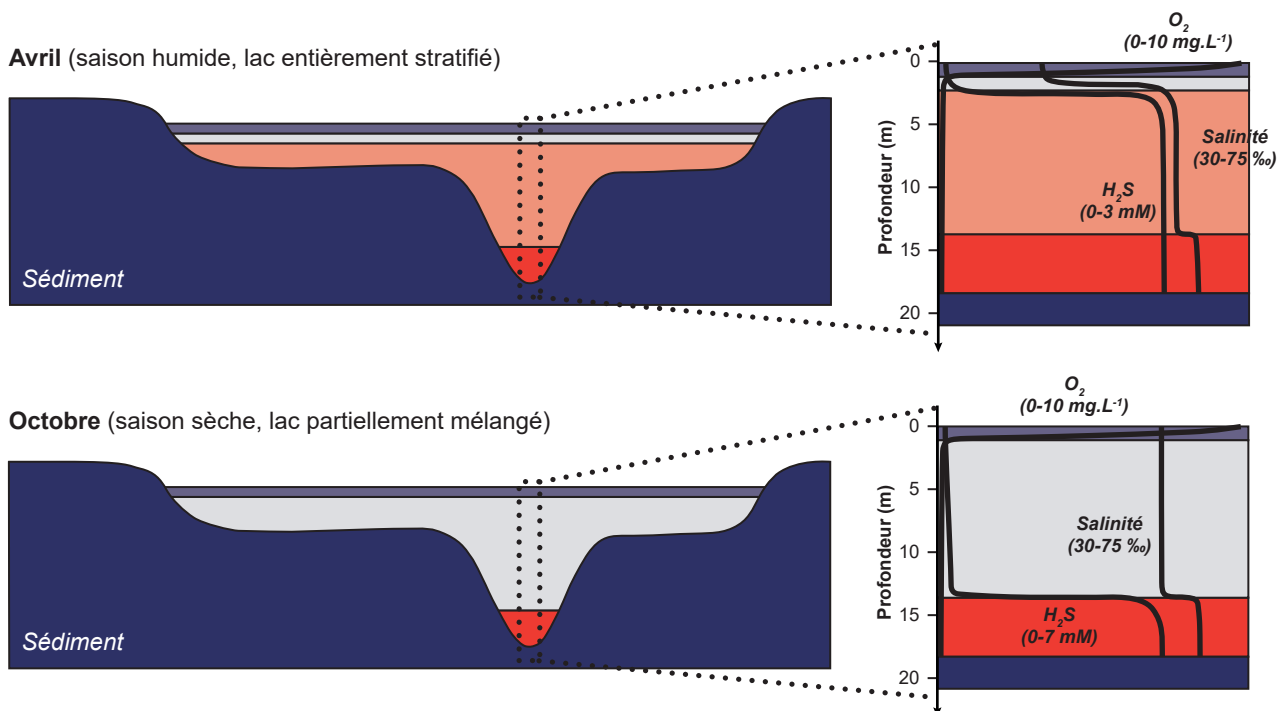 Avril (saison humide, lac entièrement stratifié)
Sédiment
O₂
(0-10 mg.L⁻¹)
Profondeur (m)
0
5
10
15
20
Salinité
(30-75 ‰)
H₂S
(0-3 mM)
Octobre (saison sèche, lac partiellement mélangé)
Sédiment
O₂
(0-10 mg.L⁻¹)
Profondeur (m)
0
5
10
15
20
Salinité
(30-75 ‰)
H₂S
(0-7 mM)